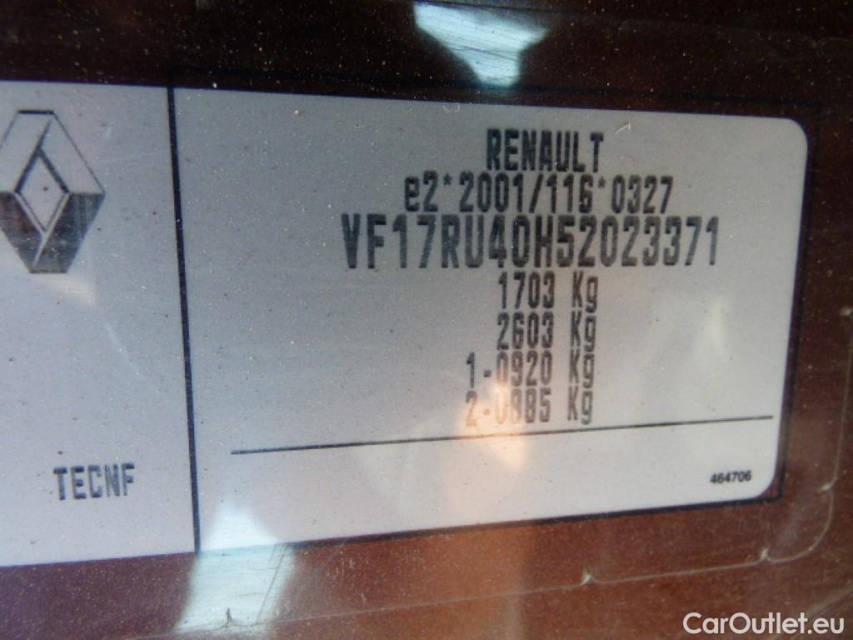 RENAULT
e2*2001/116*0327
VF17RU40H52023371
1703 Kg
2603 Kg
1-0920 Kg
2-0885 Kg
TECNF
464706
CarOutlet.eu